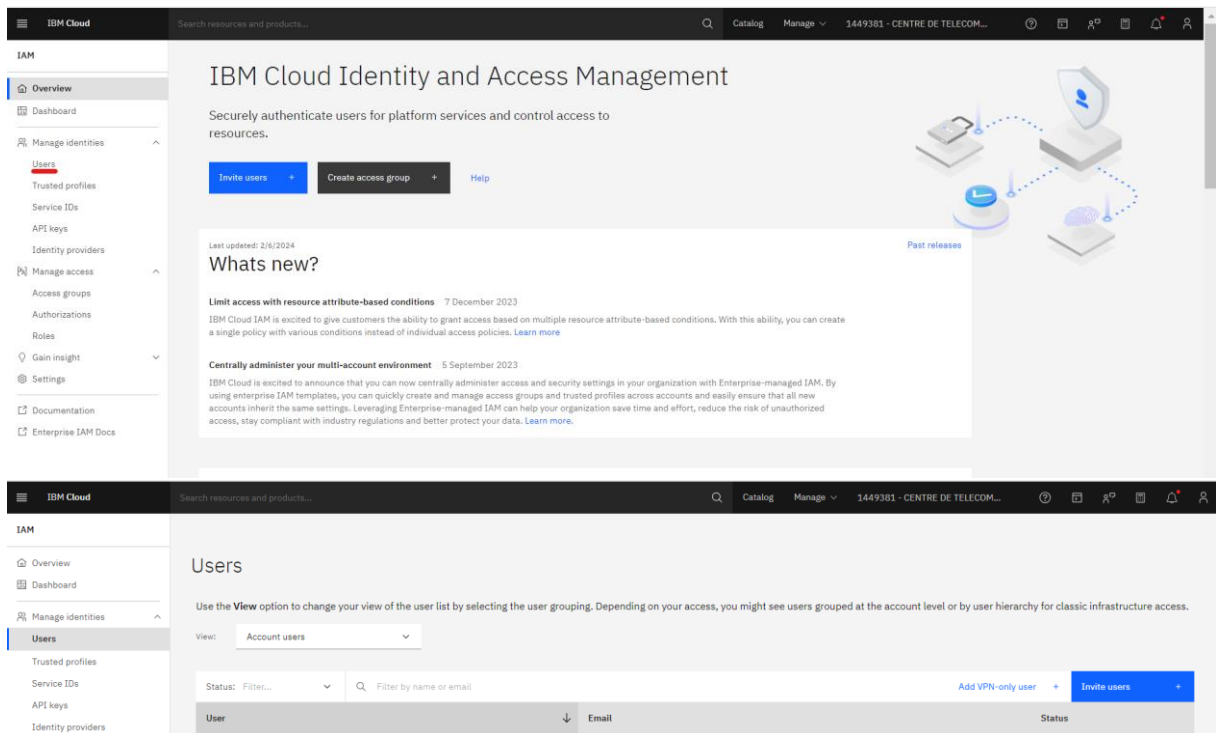 IBM Cloud
Search resources and products...
Catalog
Manage
1449381 - CENTRE DE TELECOM...
IAM
Overview
Dashboard
Manage identities
Users
Trusted profiles
Service IDs
API keys
Identity providers
Manage access
Access groups
Authorizations
Roles
Gain insight
Settings
Documentation
Enterprise IAM Docs
IBM Cloud Identity and Access Management
Securely authenticate users for platform services and control access to
resources.
Invite users +
Create access group +
Help
Last updated: 2/6/2024
Past releases
Whats new?
Limit access with resource attribute-based conditions 7 December 2023
IBM Cloud IAM is excited to give customers the ability to grant access based on multiple resource attribute-based conditions. With this ability, you can create
a single policy with various conditions instead of individual access policies. Learn more
Centrally administer your multi-account environment 5 September 2023
IBM Cloud is excited to announce that you can now centrally administer access and security settings in your organization with Enterprise-managed IAM. By
using enterprise IAM templates, you can quickly create and manage access groups and trusted profiles across accounts and easily ensure that all new
accounts inherit the same settings. Leveraging Enterprise-managed IAM can help your organization save time and effort, reduce the risk of unauthorized
access, stay compliant with industry regulations and better protect your data. Learn more.
IBM Cloud
Search resources and products...
Catalog
Manage
1449381 - CENTRE DE TELECOM...
IAM
Overview
Dashboard
Manage identities
Users
Trusted profiles
Service IDs
API keys
Identity providers
Users
Use the View option to change your view of the user list by selecting the user grouping. Depending on your access, you might see users grouped at the account level or by user hierarchy for classic infrastructure access.
View: Account users
Status: Filter...
Filter by name or email
Add VPN-only user +
Invite users +
User
Email
Status